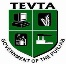 TEVTA
GOVERNMENT OF THE PUNJAB